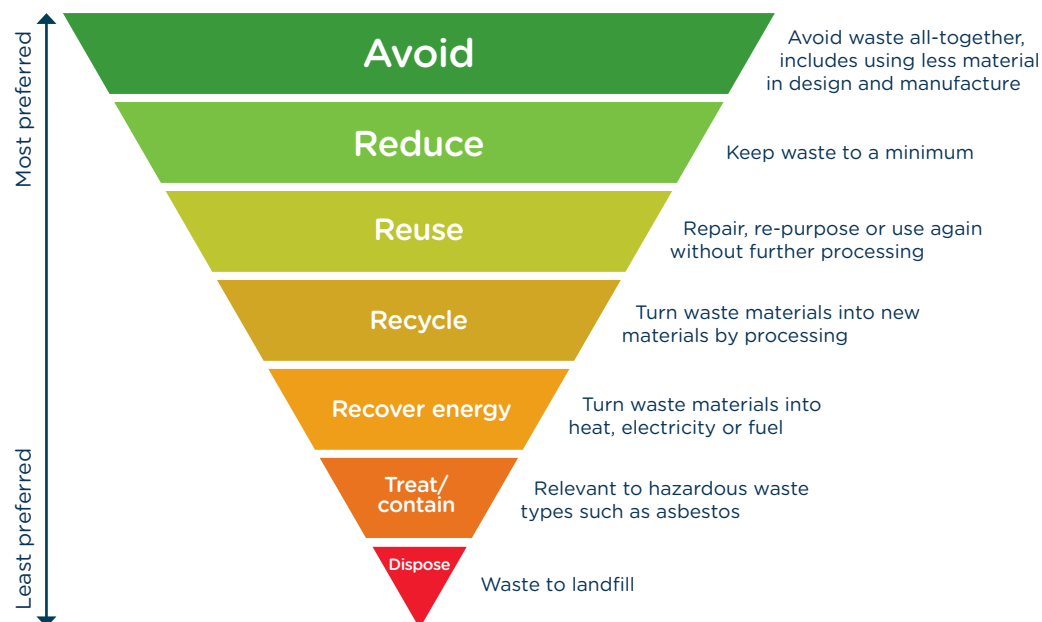 Most preferred
Least preferred
Avoid
Avoid waste all-together,
includes using less material
in design and manufacture
Reduce
Keep waste to a minimum
Reuse
Repair, re-purpose or use again
without further processing
Recycle
Turn waste materials into new
materials by processing
Recover energy
Turn waste materials into
heat, electricity or fuel
Treat/
contain
Relevant to hazardous waste
types such as asbestos
Dispose
Waste to landfill